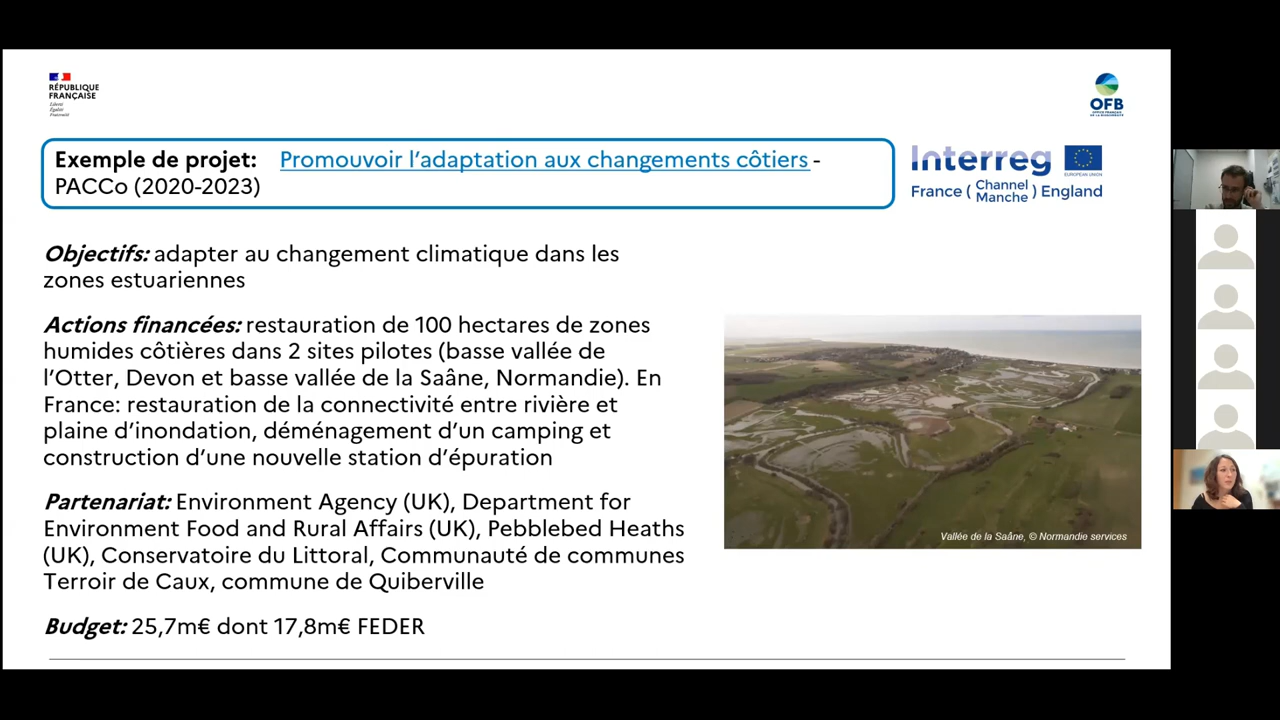 RÉPUBLIQUE
FRANÇAISE
Liberté
Égalité
Fraternité
OFB
OFFICE FRANÇAIS
DE LA BIODIVERSITÉ
Exemple de projet: Promouvoir l’adaptation aux changements côtiers -
PACCo (2020-2023)
Interreg
EUROPEAN UNION
France ( Channel Manche ) England
Objectifs: adapter au changement climatique dans les
zones estuariennes
Actions financées: restauration de 100 hectares de zones
humides côtières dans 2 sites pilotes (basse vallée de
l’Otter, Devon et basse vallée de la Saâne, Normandie). En
France: restauration de la connectivité entre rivière et
plaine d’inondation, déménagement d’un camping et
construction d’une nouvelle station d’épuration
Partenariat: Environment Agency (UK), Department for
Environment Food and Rural Affairs (UK), Pebblebed Heaths
(UK), Conservatoire du Littoral, Communauté de communes
Terroir de Caux, commune de Quiberville
Budget: 25,7m€ dont 17,8m€ FEDER
Vallée de la Saâne, © Normandie services